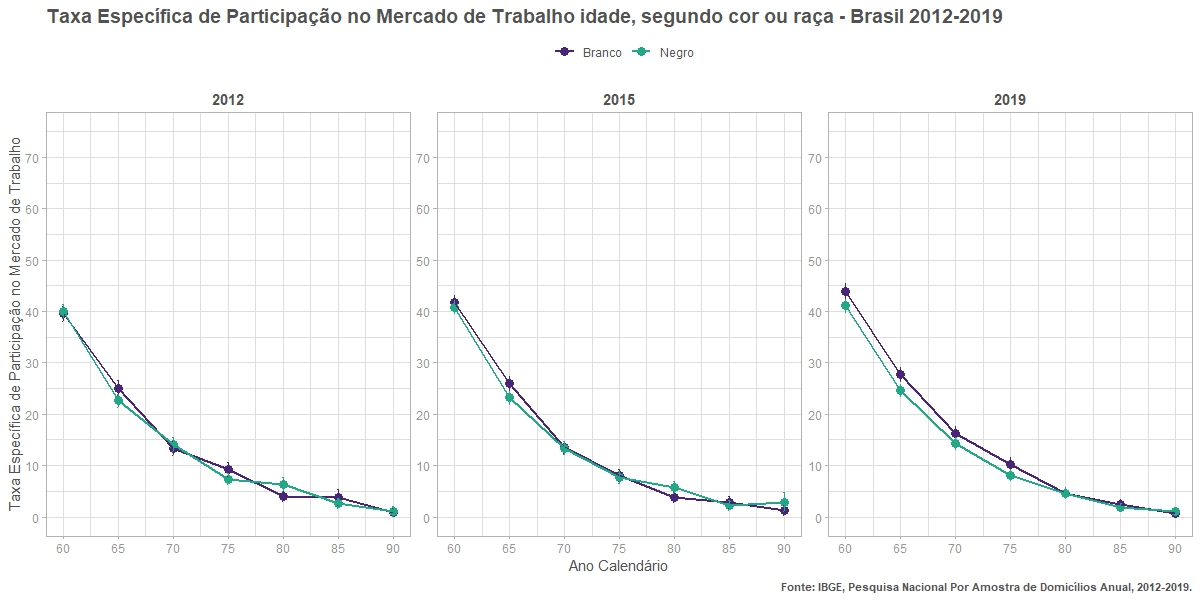 Taxa Específica de Participação no Mercado de Trabalho idade, segundo cor ou raça - Brasil 2012-2019
Branco Negro
2012 2015 2019
Taxa Específica de Participação no Mercado de Trabalho
70 70 70
60 60 60
50 50 50
40 40 40
30 30 30
20 20 20
10 10 10
0 0 0
60 65 70 75 80 85 90 60 65 70 75 80 85 90 60 65 70 75 80 85 90
Ano Calendário
Fonte: IBGE, Pesquisa Nacional Por Amostra de Domicílios Anual, 2012-2019.